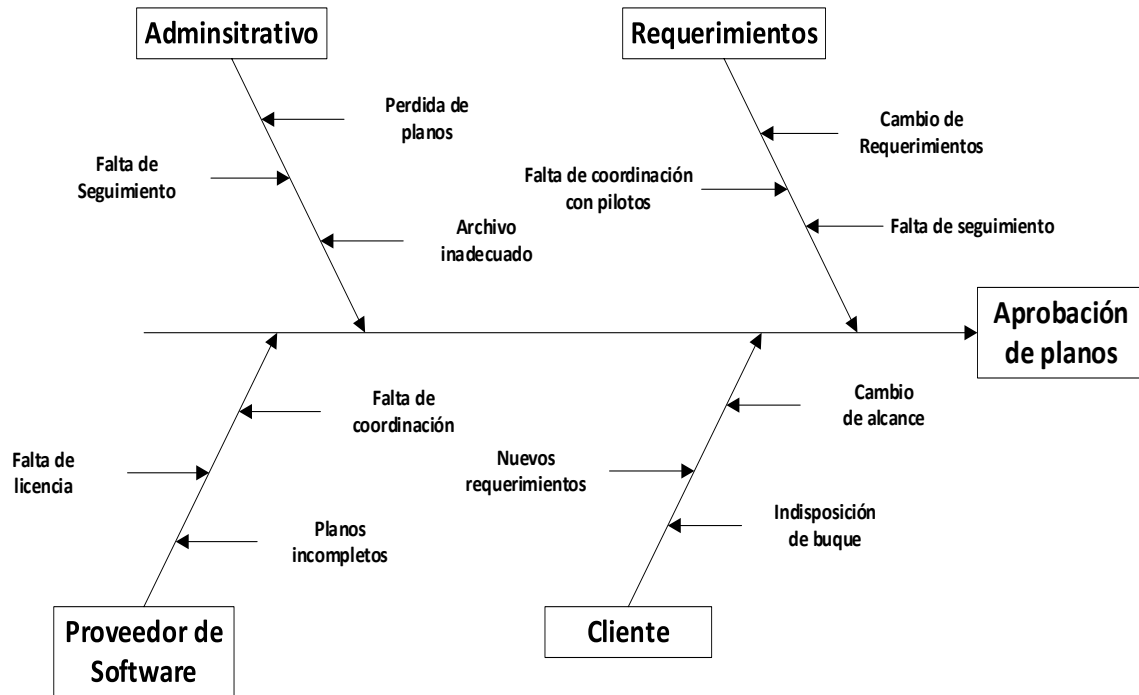 Adminsitrativo
Requerimientos
Perdida de
planos
Falta de
Seguimiento
Archivo
inadecuado
Cambio de
Requerimientos
Falta de coordinación
con pilotos
Falta de seguimiento
Aprobación
de planos
Falta de
coordinación
Falta de
licencia
Planos
incompletos
Cambio
de alcance
Nuevos
requerimientos
Indisposición
de buque
Proveedor de
Software
Cliente